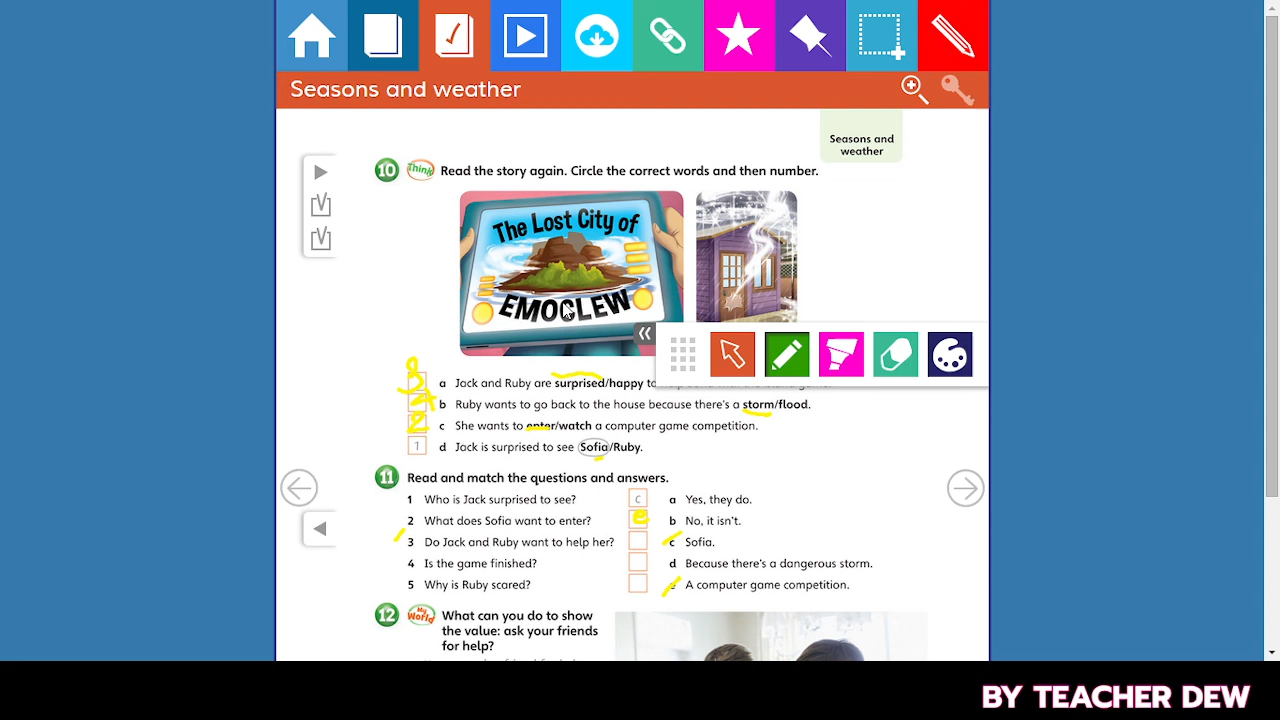 Seasons and weather
Seasons and
weather
10 Think Read the story again. Circle the correct words and then number.
The Lost City of
EMOCLEW
3 a Jack and Ruby are surprised/happy to
4 b Ruby wants to go back to the house because there's a storm/flood.
2 c She wants to enter/watch a computer game competition.
1 d Jack is surprised to see Sofia/Ruby.
11 Read and match the questions and answers.
1 Who is Jack surprised to see? c a Yes, they do.
2 What does Sofia want to enter? e b No, it isn't.
3 Do Jack and Ruby want to help her? c Sofia.
4 Is the game finished? d Because there's a dangerous storm.
5 Why is Ruby scared? e A computer game competition.
12 My World What can you do to show
the value: ask your friends
for help?
BY TEACHER DEW